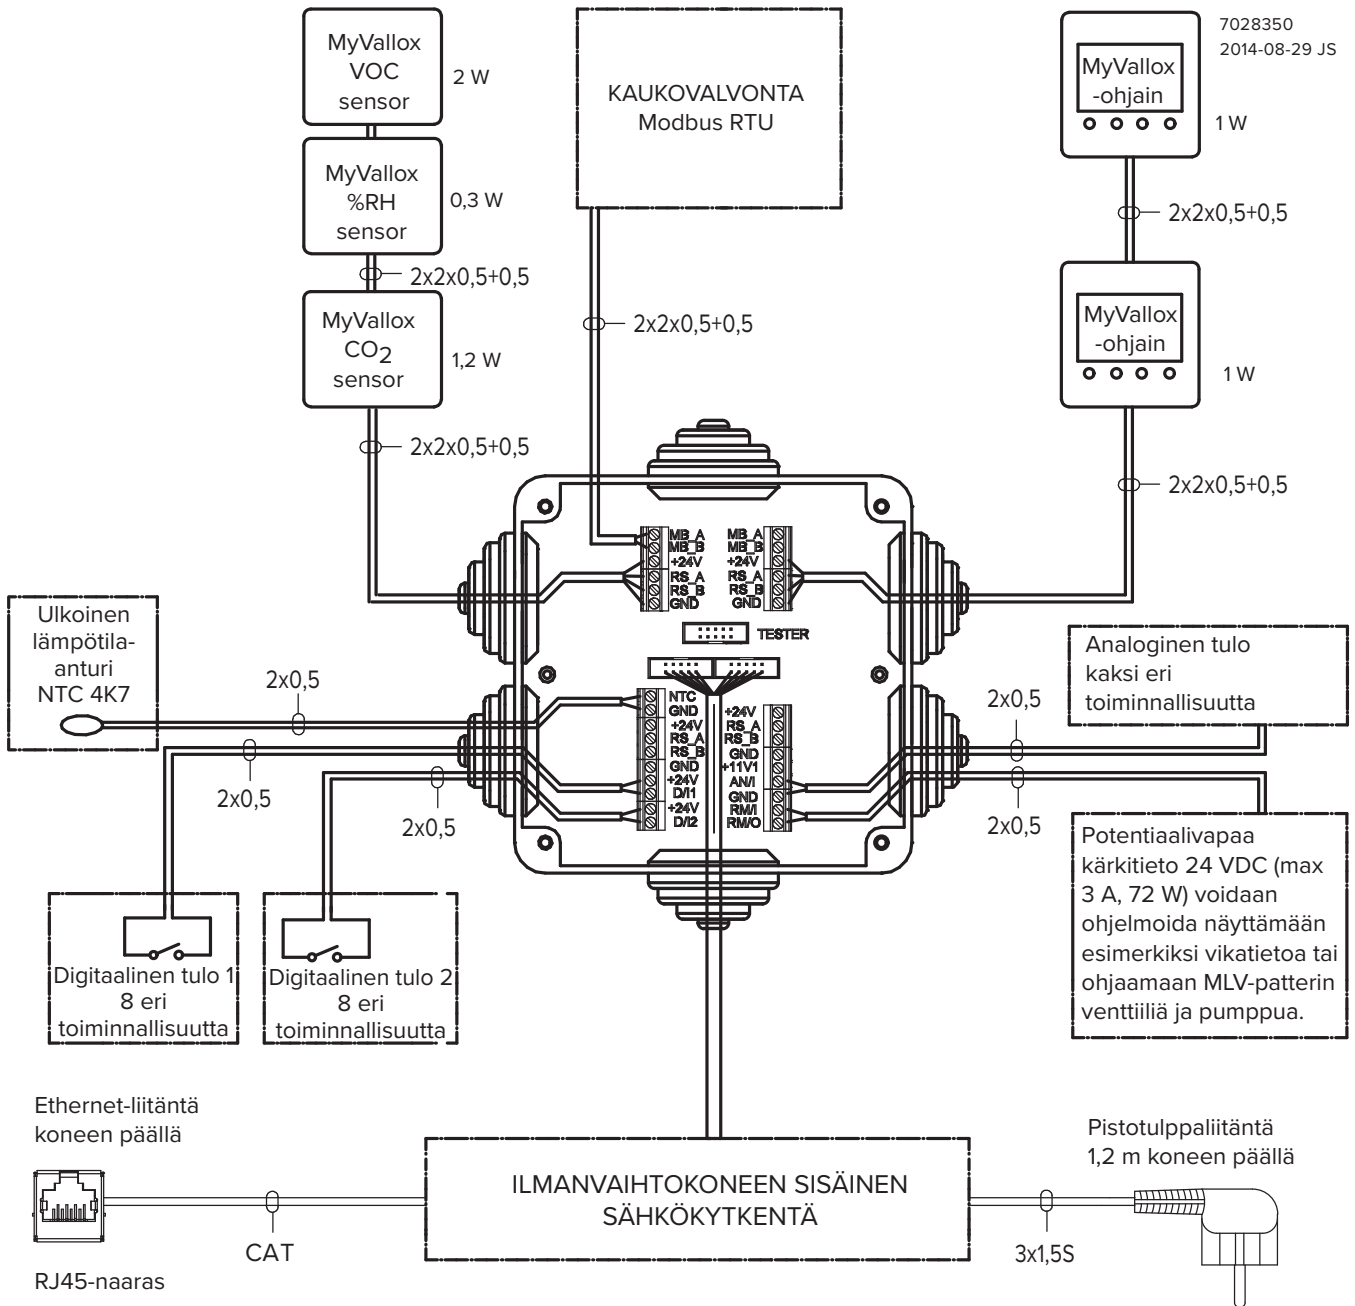 MyVallox
VOC
sensor
2 W
KAUKOVALVONTA
Modbus RTU
7028350
2014-08-29 JS
MyVallox
-ohjain
1 W
MyVallox
%RH
sensor
0,3 W
2x2x0,5+0,5
2x2x0,5+0,5
MyVallox
CO2
sensor
1,2 W
2x2x0,5+0,5
MyVallox
-ohjain
1 W
2x2x0,5+0,5
2x2x0,5+0,5
MB_A
MB_B
+24V
RS_A
RS_B
GND
MB_A
MB_B
+24V
RS_A
RS_B
GND
TESTER
Ulkoinen
lämpötila-
anturi
NTC 4K7
2x0,5
2x0,5
2x0,5
NTC
GND
+24V
RS_A
RS_B
GND
+24V
D/I1
+24V
D/I2
+24V
RS_A
RS_B
GND
+11V1
AN/I
GND
RM/I
RM/O
2x0,5
2x0,5
Analoginen tulo
kaksi eri
toiminnallisuutta
Potentiaalivapaa
kärkitieto 24 VDC (max
3 A, 72 W) voidaan
ohjelmoida näyttämään
esimerkiksi vikatietoa tai
ohjaamaan MLV-patterin
venttiiliä ja pumppua.
Digitaalinen tulo 1
8 eri
toiminnallisuutta
Digitaalinen tulo 2
8 eri
toiminnallisuutta
Ethernet-liitäntä
koneen päällä
CAT
RJ45-naaras
ILMANVAIHTOKONEEN SISÄINEN
SÄHKÖKYTKENTÄ
Pistotulppaliitäntä
1,2 m koneen päällä
3x1,5S